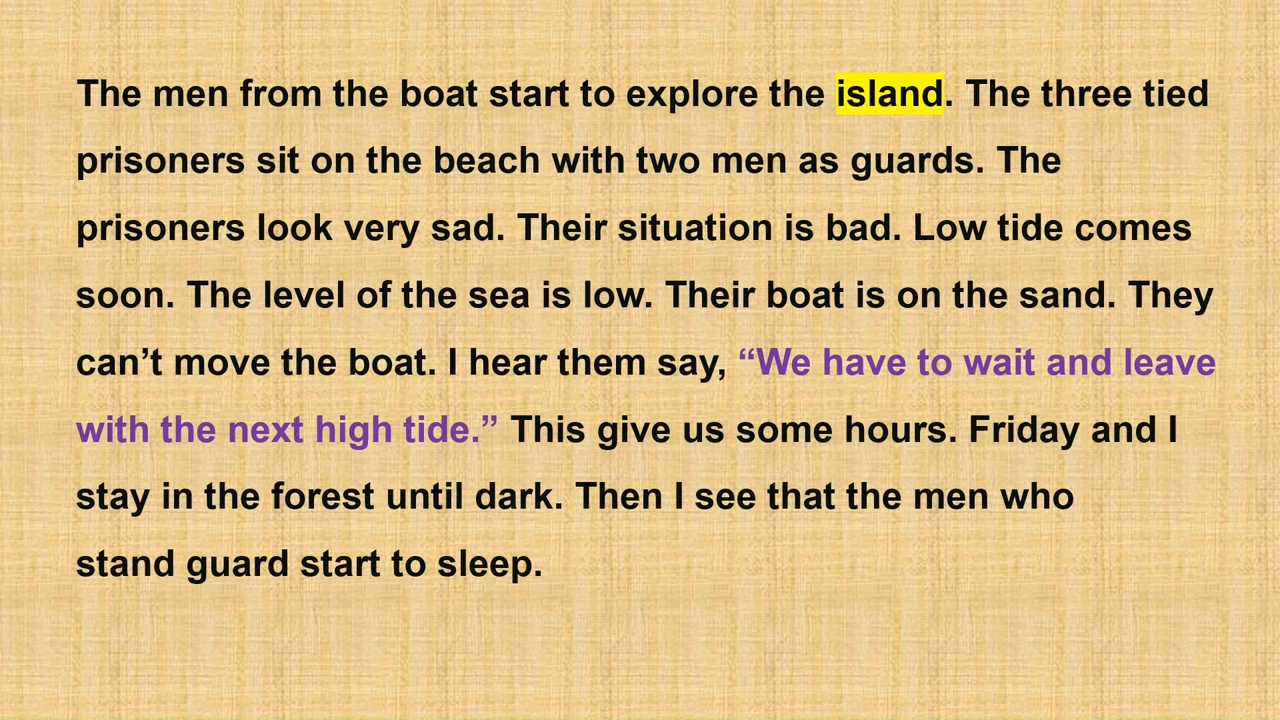 The men from the boat start to explore the island. The three tied
prisoners sit on the beach with two men as guards. The
prisoners look very sad. Their situation is bad. Low tide comes
soon. The level of the sea is low. Their boat is on the sand. They
can’t move the boat. I hear them say, “We have to wait and leave
with the next high tide.” This give us some hours. Friday and I
stay in the forest until dark. Then I see that the men who
stand guard start to sleep.